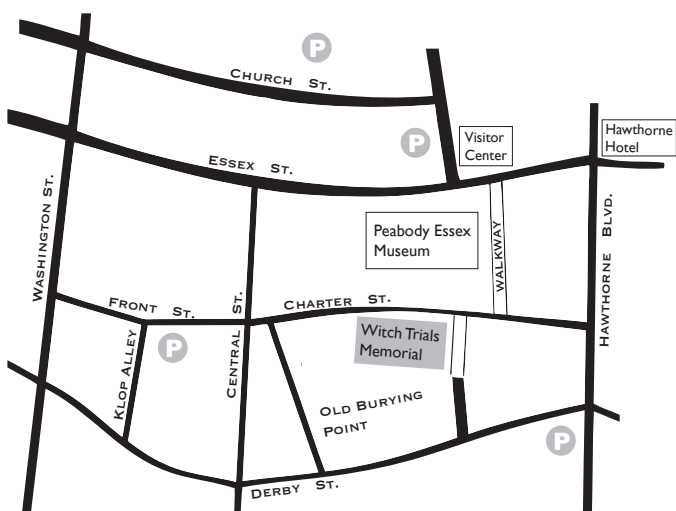 P
CHURCH ST.
P
Visitor
Center
Hawthorne
Hotel
ESSEX ST.
WASHINGTON ST.
Peabody Essex
Museum
WALKWAY
HAWTHORNE BLVD.
FRONT ST.
CHARTER ST.
CENTRAL ST.
Witch Trials
Memorial
P
KLOP ALLEY
OLD BURYING
POINT
P
DERBY ST.